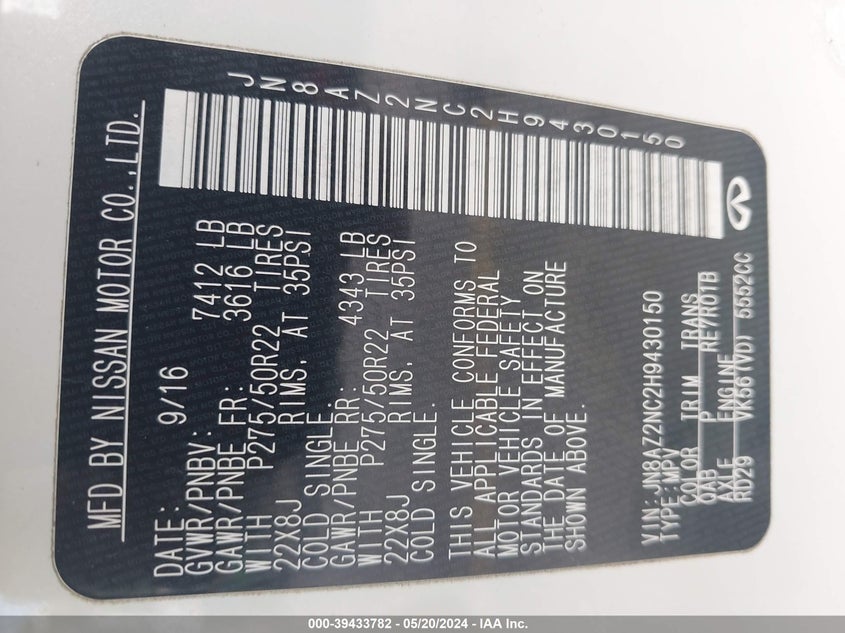 MFD BY NISSAN MOTOR CO.,LTD.
JN8AZ2NC2H9430150
DATE: 9/16
GVWR/PNBV: 7412 LB
GAWR/PNBE FR: 3616 LB
WITH P275/50R22 TIRES
22X8J RIMS, AT 35PSI
COLD SINGLE.
GAWR/PNBE RR: 4343 LB
WITH P275/50R22 TIRES
22X8J RIMS, AT 35PSI
COLD SINGLE.
THIS VEHICLE CONFORMS TO
ALL APPLICABLE FEDERAL
MOTOR VEHICLE SAFETY
STANDARDS IN EFFECT ON
THE DATE OF MANUFACTURE
SHOWN ABOVE.
VIN:JN8AZ2NC2H9430150
TYPE:MPV
COLOR TRIM TRANS
QAB P RE7R01B
AXLE ENGINE
RD29 VK56(VD) 5552CC
000-39433782 - 05/20/2024 - IAA Inc.